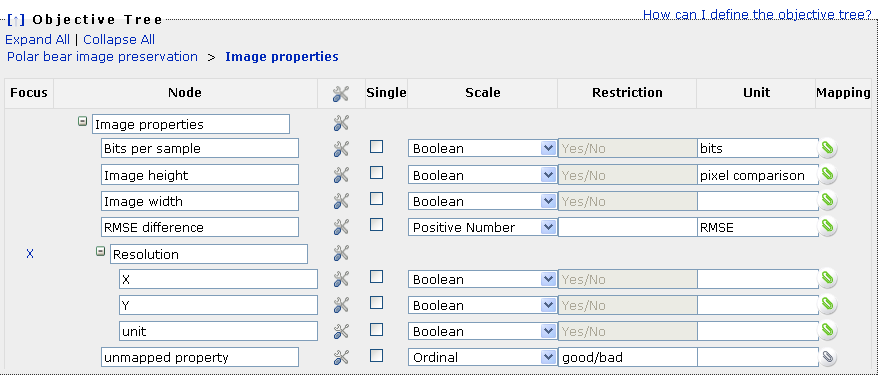 [↑] Objective Tree How can I define the objective tree?
Expand All | Collapse All
Polar bear image preservation > Image properties
Focus Node Single Scale Restriction Unit Mapping
Image properties
Bits per sample Boolean Yes/No bits
Image height Boolean Yes/No pixel comparison
Image width Boolean Yes/No
RMSE difference Positive Number RMSE
X Resolution
X Boolean Yes/No
Y Boolean Yes/No
unit Boolean Yes/No
unmapped property Ordinal good/bad